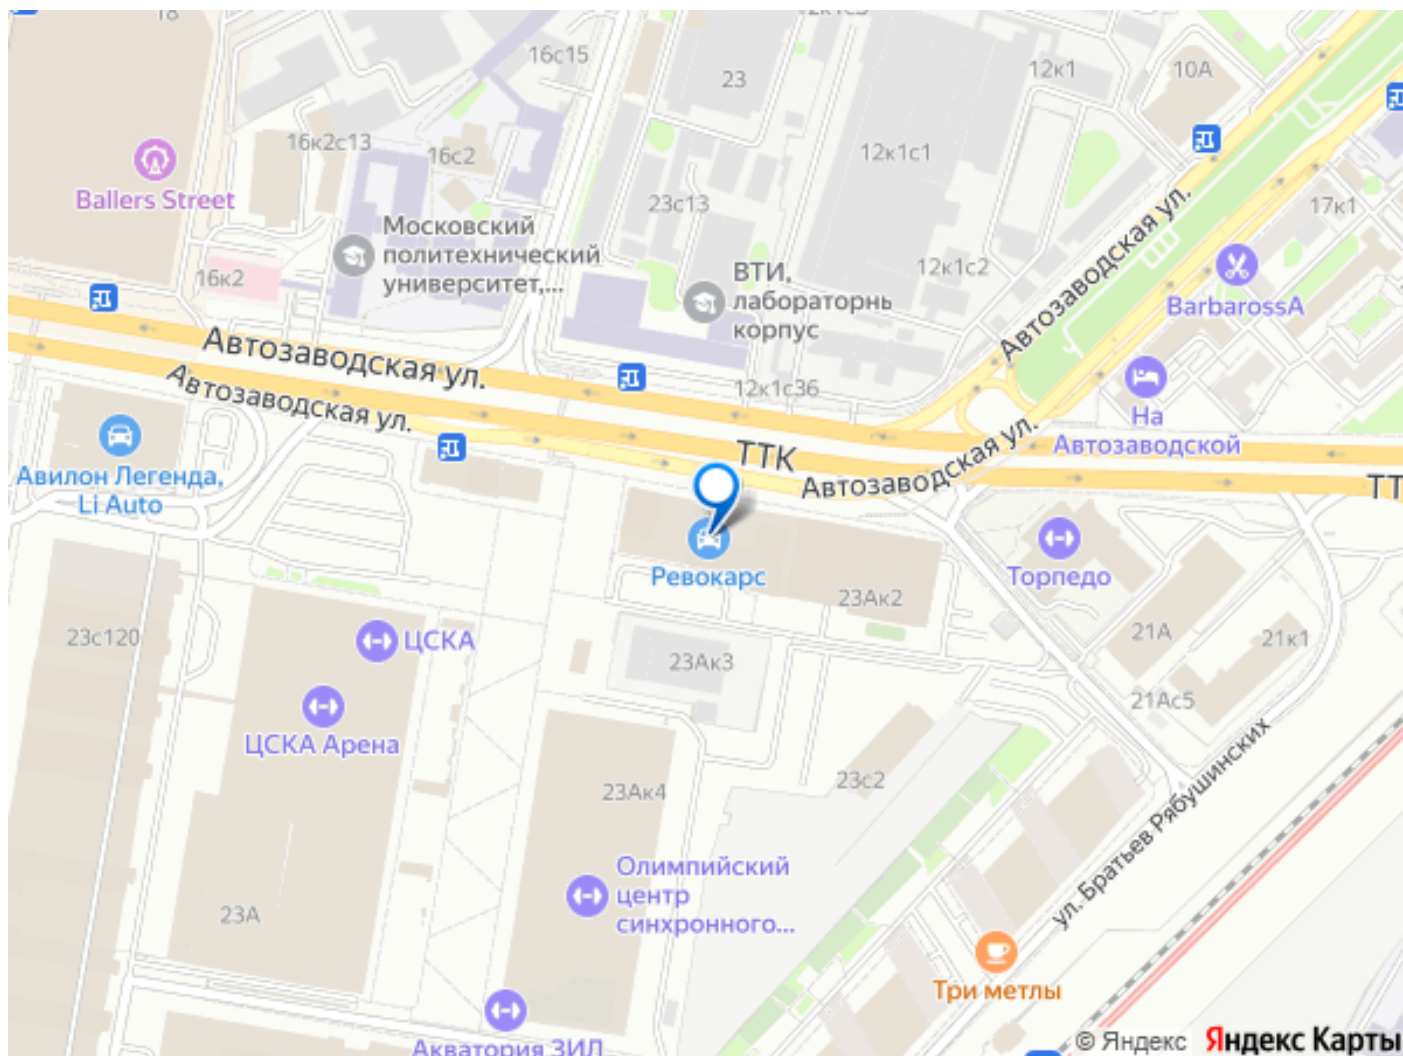 18
16с15
23
12к1
10А
16к2с13
16с2
12к1с1
Ballers Street
23с13
17к1
Московский
политехнический
университет,...
ВТИ,
лабораторнь
корпус
12к1с2
Автозаводская ул.
16к2
BarbarossA
Автозаводская ул.
Автозаводская ул.
12к1с36
На
Автозаводской
ТТК
Автозаводская ул.
ТТ
Авилон Легенда,
Li Auto
Ревокарс
Торпедо
23Ак2
23с120
ЦСКА
23Ак3
21А
21к1
21Ас5
ЦСКА Арена
23Ак4
23с2
ул. Братьев Рябушинских
Олимпийский
центр
синхронного...
23А
Три метлы
Акватория ЗИЛ
© Яндекс Яндекс Карты